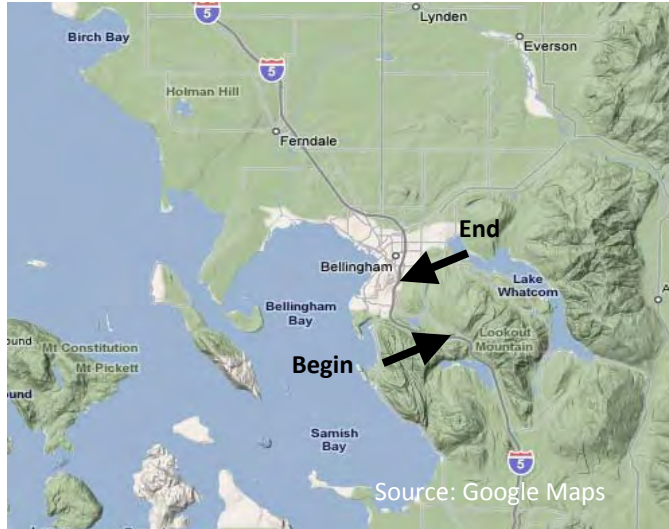 5
Lynden
Birch Bay
Everson
5
Holman Hill
Ferndale
End
Bellingham
Lake
Whatcom
Bellingham
Bay
Lookout
Mountain
Mt Constitution
Mt Pickett
Begin
Samish
Bay
5
Source: Google Maps